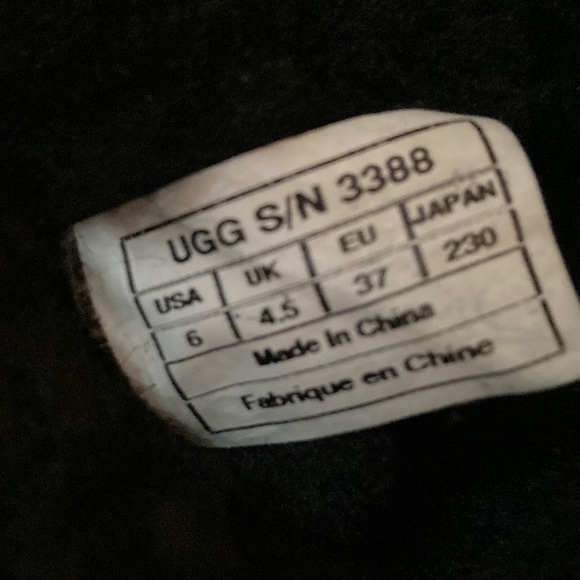 UGG S/N 3388
USA UK EU JAPAN
6 4.5 37 230
Made In China
Fabrique en Chine